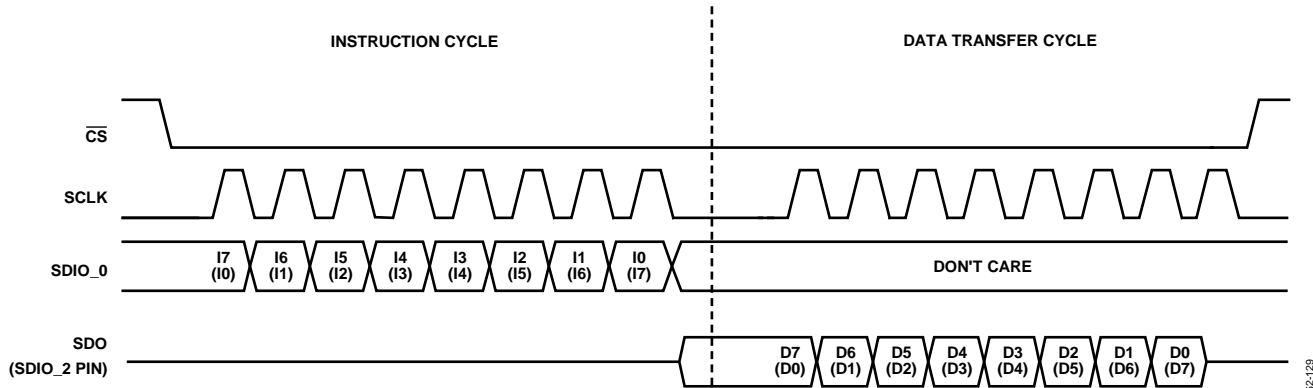 INSTRUCTION CYCLE
DATA TRANSFER CYCLE
CS
SCLK
SDIO_0
I7 I6 I5 I4 I3 I2 I1 I0
(I0) (I1) (I2) (I3) (I4) (I5) (I6) (I7)
DON'T CARE
SDO
(SDIO_2 PIN)
D7 D6 D5 D4 D3 D2 D1 D0
(D0) (D1) (D2) (D3) (D4) (D5) (D6) (D7)